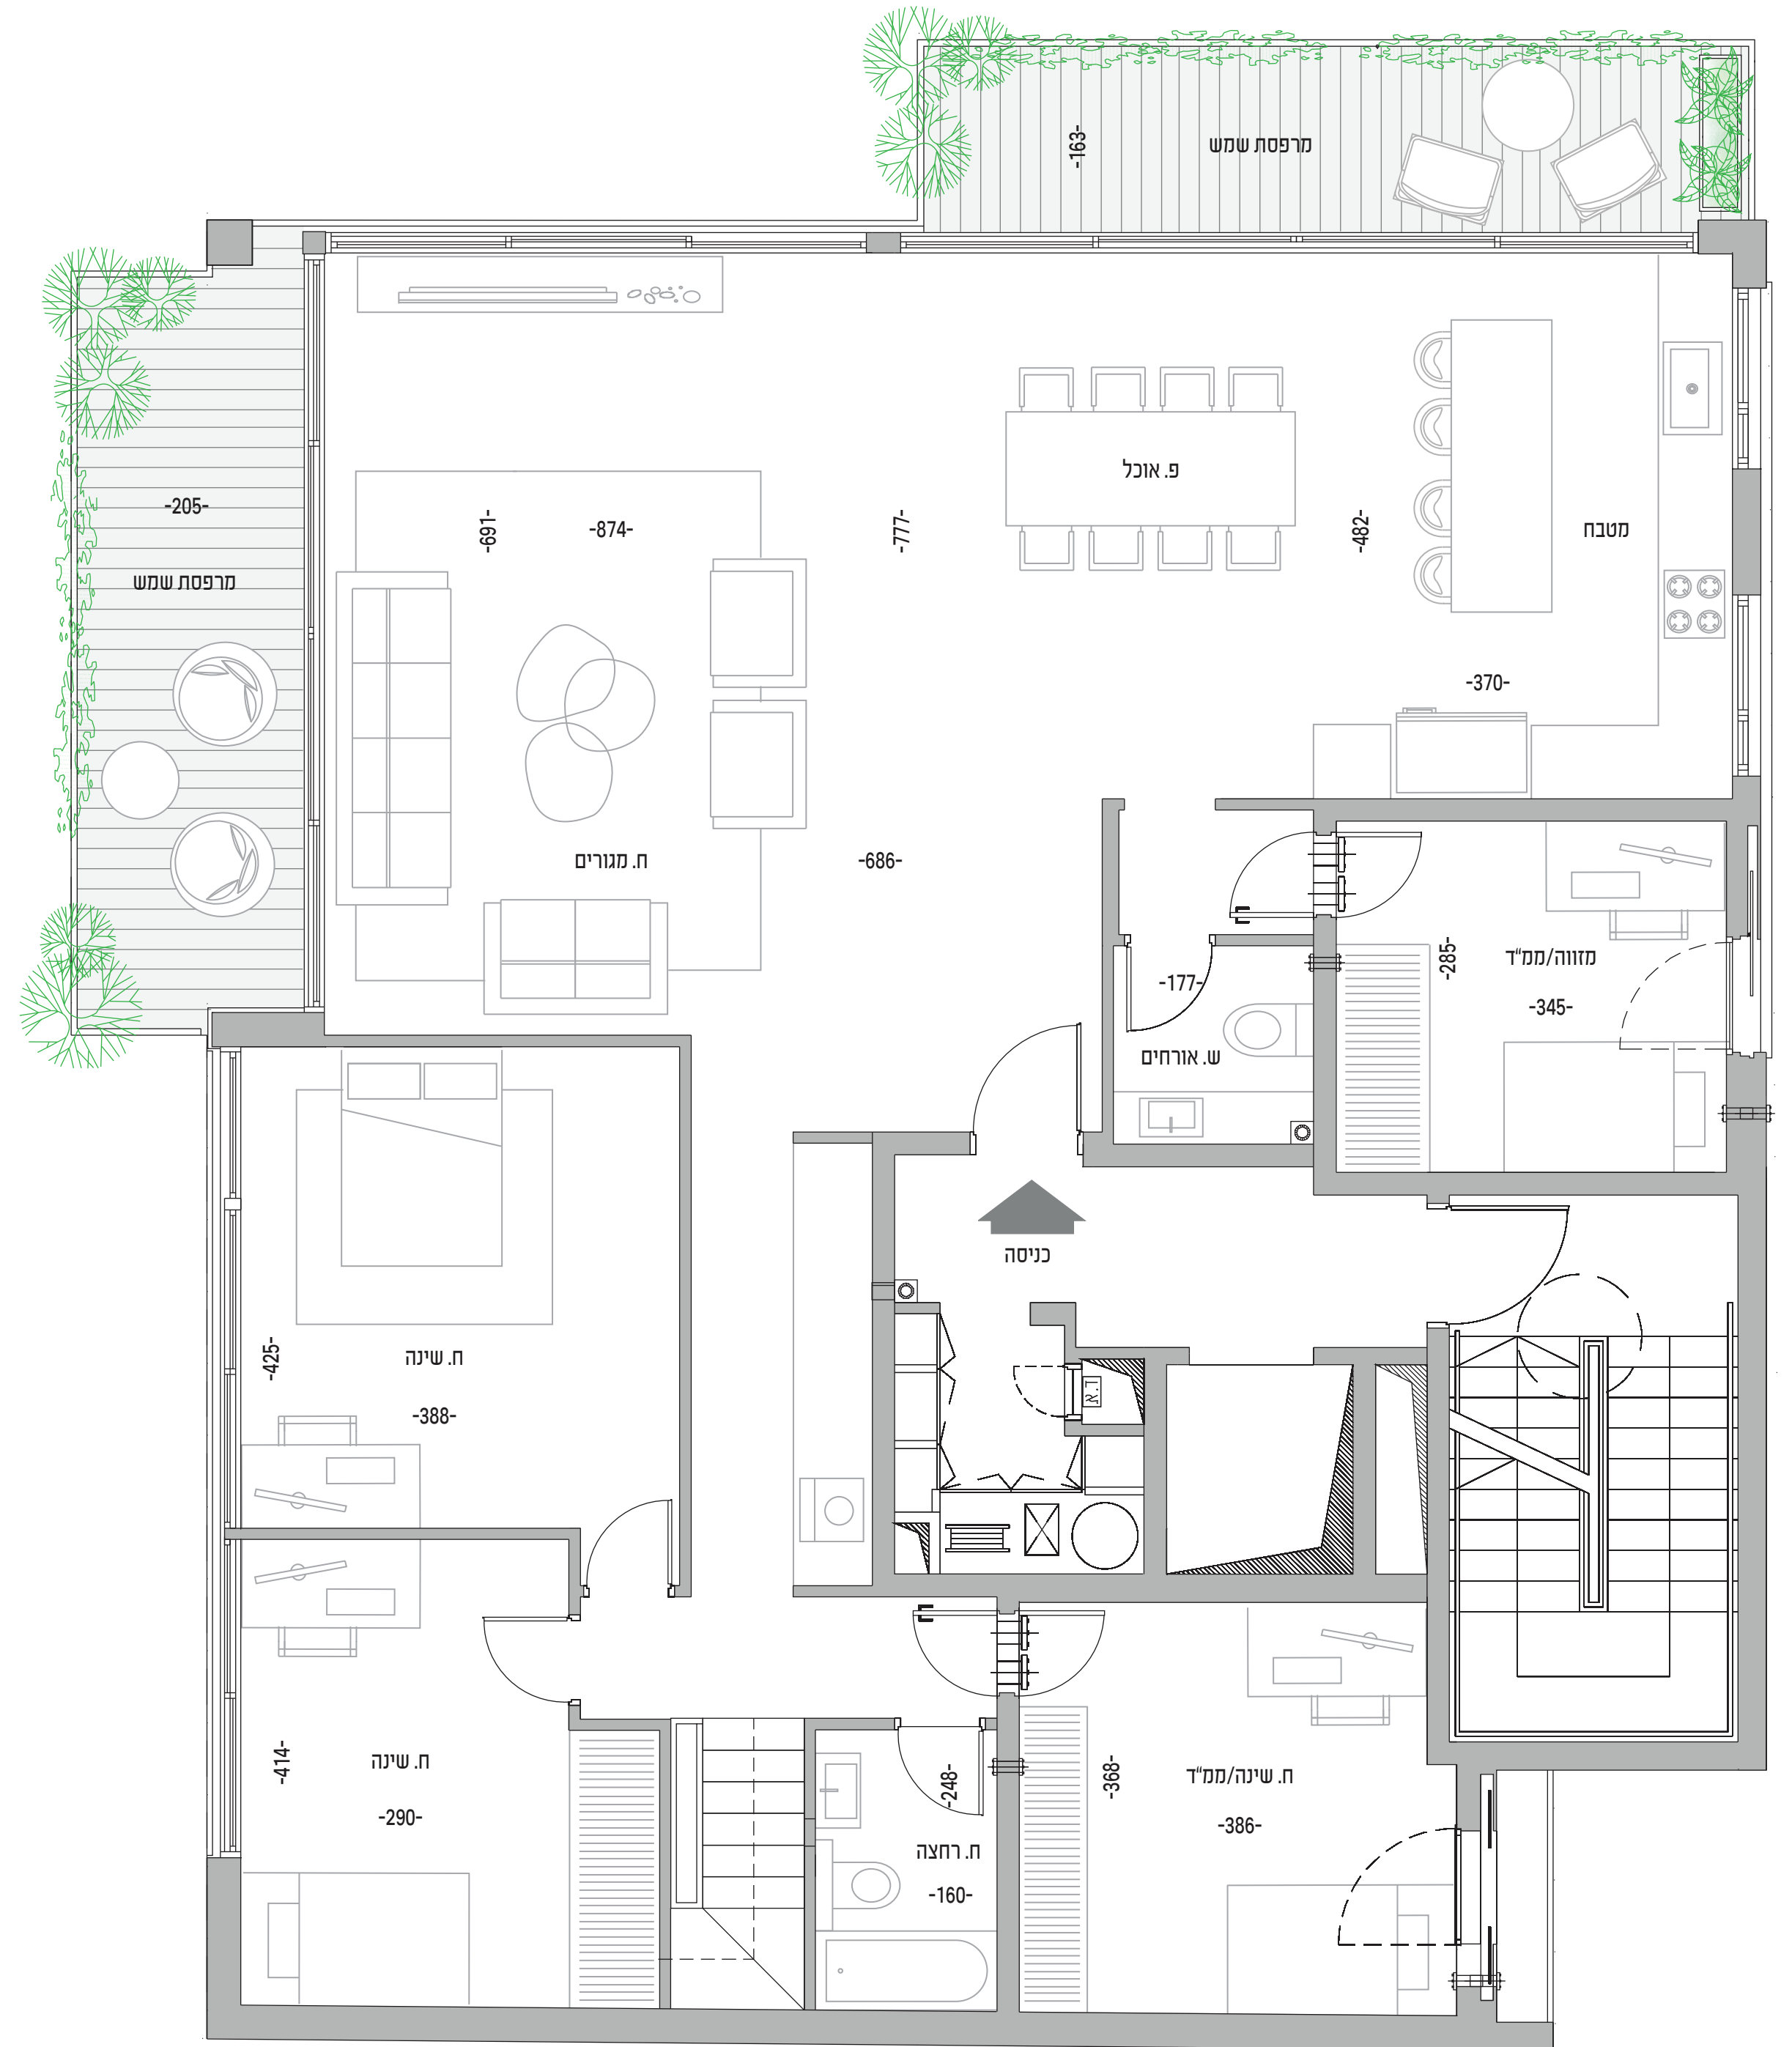 -163-
מרפסת שמש
-205-
מרפסת שמש
-691-
-874-
-777-
פ. אוכל
-482-
מטבח
-370-
ח. מגורים
-686-
-285-
מזווה/ממ"ד
-345-
-177-
ש. אורחים
כניסה
-425-
ח. שינה
-388-
א.ד
-414-
ח. שינה
-290-
-248-
ח. רחצה
-160-
-368-
ח. שינה/ממ"ד
-386-